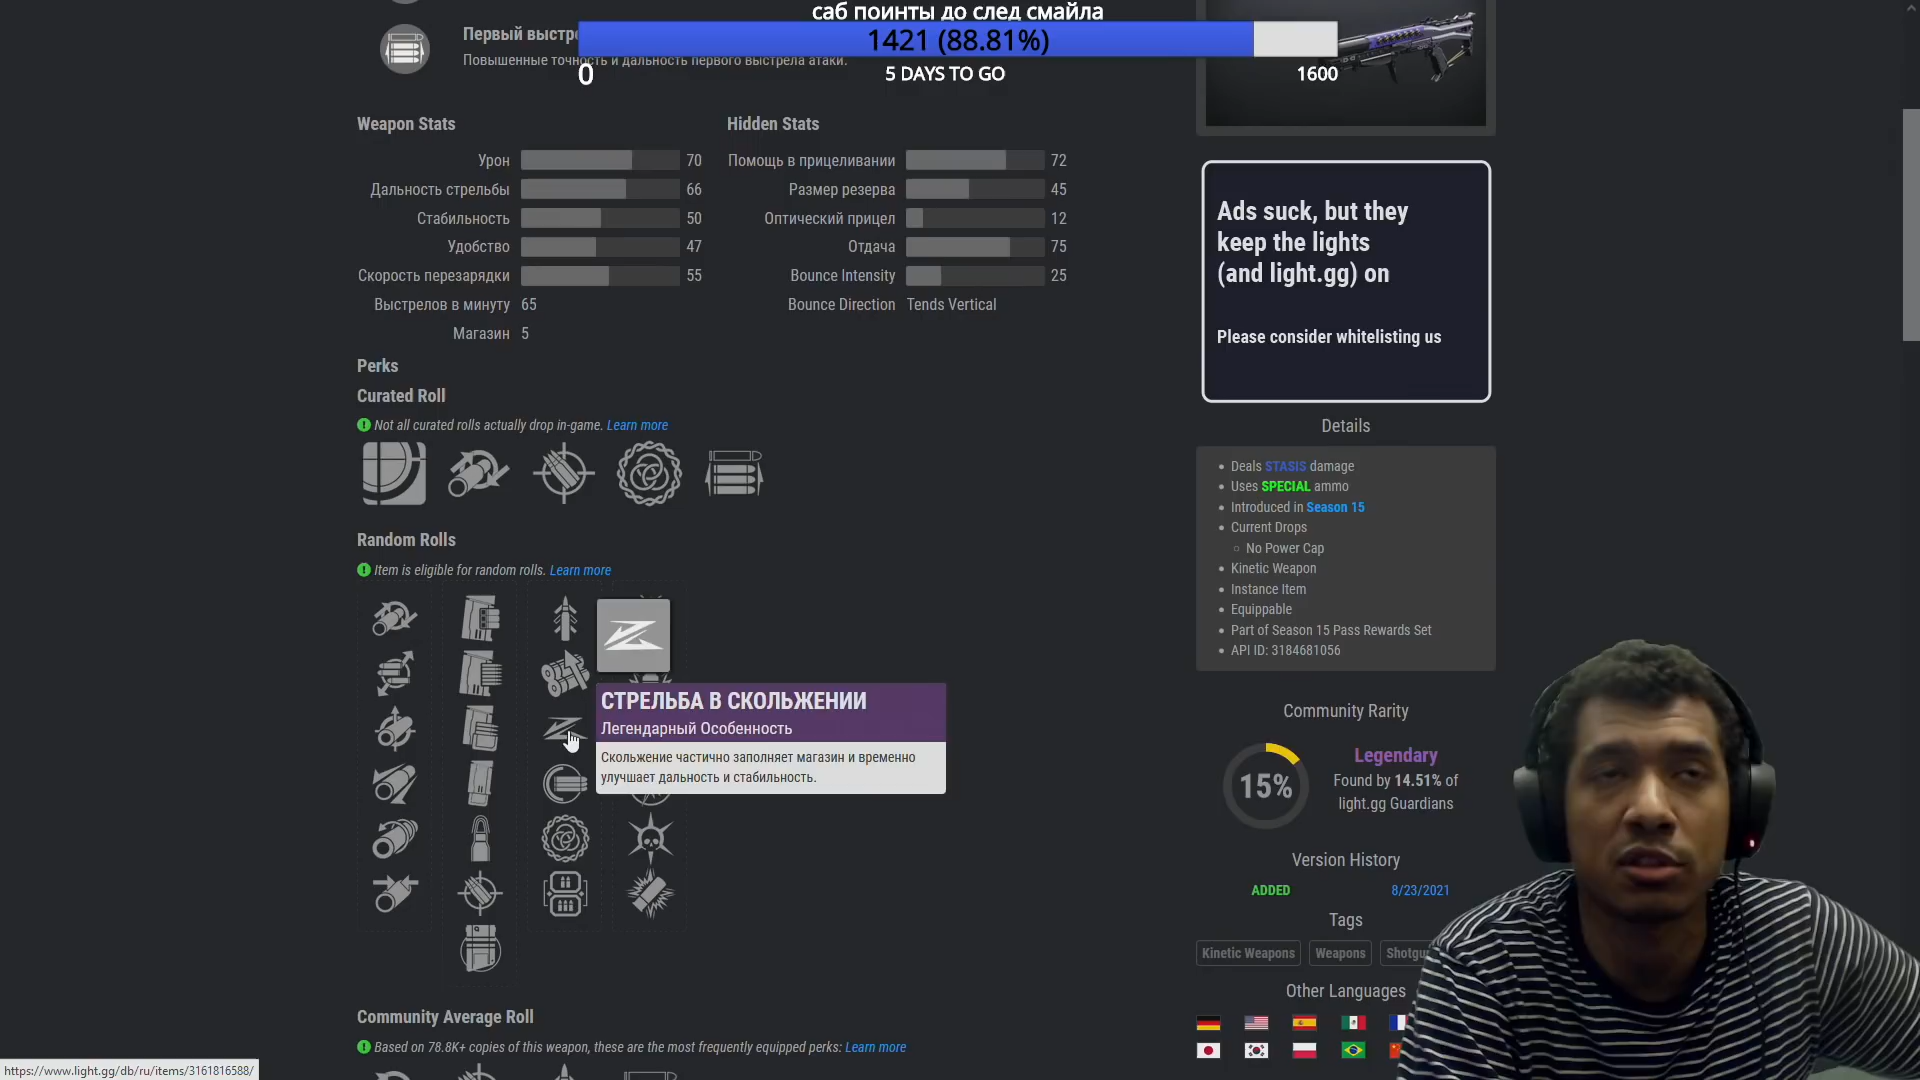 саб поинты до след смайла
1421 (88.81%)
0
5 DAYS TO GO
1600
Первый выстре
Повышенные точность и дальность первого выстрела атаки.
Weapon Stats
Урон 70
Дальность стрельбы 66
Стабильность 50
Удобство 47
Скорость перезарядки 55
Выстрелов в минуту 65
Магазин 5
Hidden Stats
Помощь в прицеливании 72
Размер резерва 45
Оптический прицел 12
Отдача 75
Bounce Intensity 25
Bounce Direction Tends Vertical
Perks
Curated Roll
Not all curated rolls actually drop in-game. Learn more
Random Rolls
Item is eligible for random rolls. Learn more
СТРЕЛЬБА В СКОЛЬЖЕНИИ
Легендарный Особенность
Скольжение частично заполняет магазин и временно
улучшает дальность и стабильность.
Community Average Roll
Based on 78.8K+ copies of this weapon, these are the most frequently equipped perks: Learn more
https://www.light.gg/db/ru/items/3161816588/
Ads suck, but they
keep the lights
(and light.gg) on
Please consider whitelisting us
Details
Deals STASIS damage
Uses SPECIAL ammo
Introduced in Season 15
Current Drops
No Power Cap
Kinetic Weapon
Instance Item
Equippable
Part of Season 15 Pass Rewards Set
API ID: 3184681056
Community Rarity
15%
Legendary
Found by 14.51% of
light.gg Guardians
Version History
ADDED 8/23/2021
Tags
Kinetic Weapons Weapons Shotgu
Other Languages